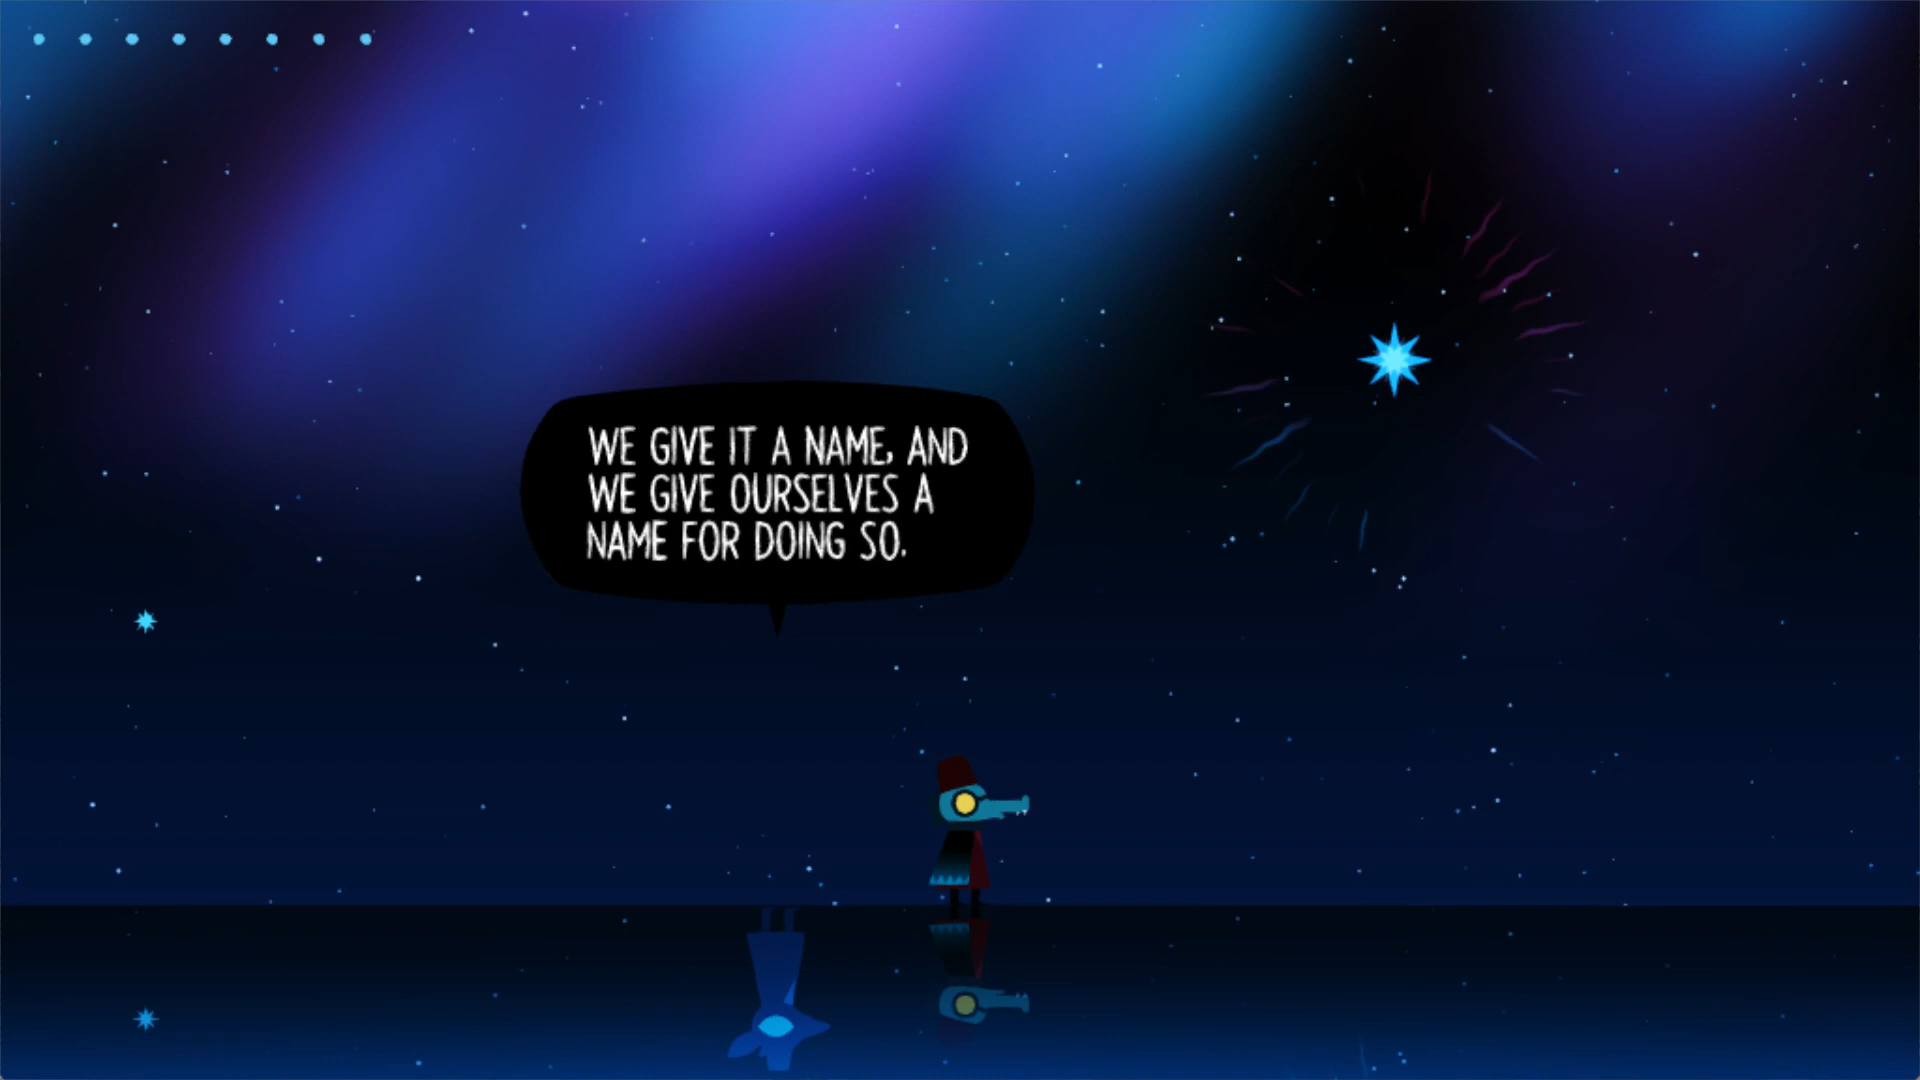 WE GIVE IT A NAME, AND
WE GIVE OURSELVES A
NAME FOR DOING SO.